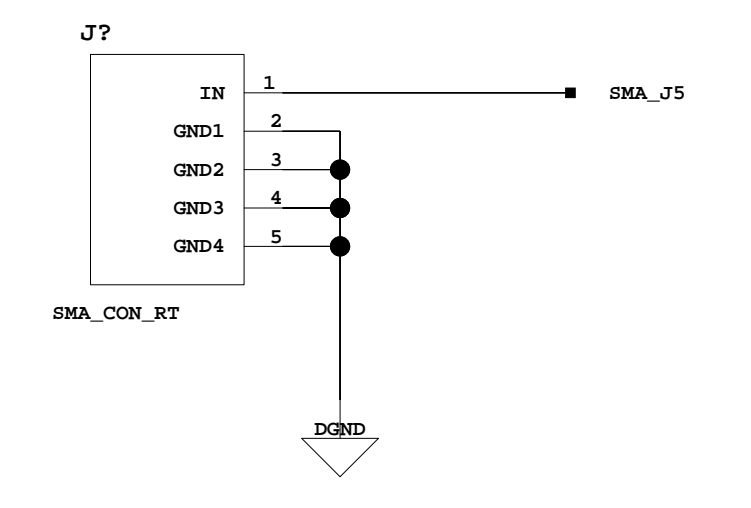 J?
IN 1 SMA_J5
GND1 2
GND2 3
GND3 4
GND4 5
SMA_CON_RT
DGND